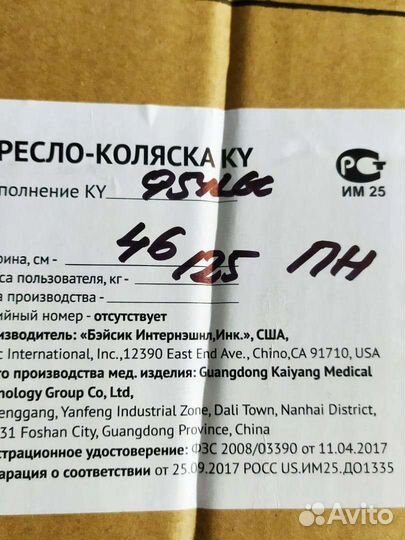 РЕСЛО-КОЛЯСКА KY
РСТ
ИМ 25
полнение KY
рина, см - 46
са пользователя, кг - 125 ПН
а производства -
ийный номер - отсутствует
изводитель: «Бэйсик Интернэшнл,Инк.», США,
c International, Inc.,12390 East End Ave., Chino,CA 91710, USA
о производства мед. изделия: Guangdong Kaiyang Medical
nology Group Co, Ltd,
enggang, Yanfeng Industrial Zone, Dali Town, Nanhai District,
31 Foshan City, Guangdong Province, China
страционное удостоверение: ФЗС 2008/03390 от 11.04.2017
арация о соответствии от 25.09.2017 РОСС US.ИМ25.ДО1335
Avito